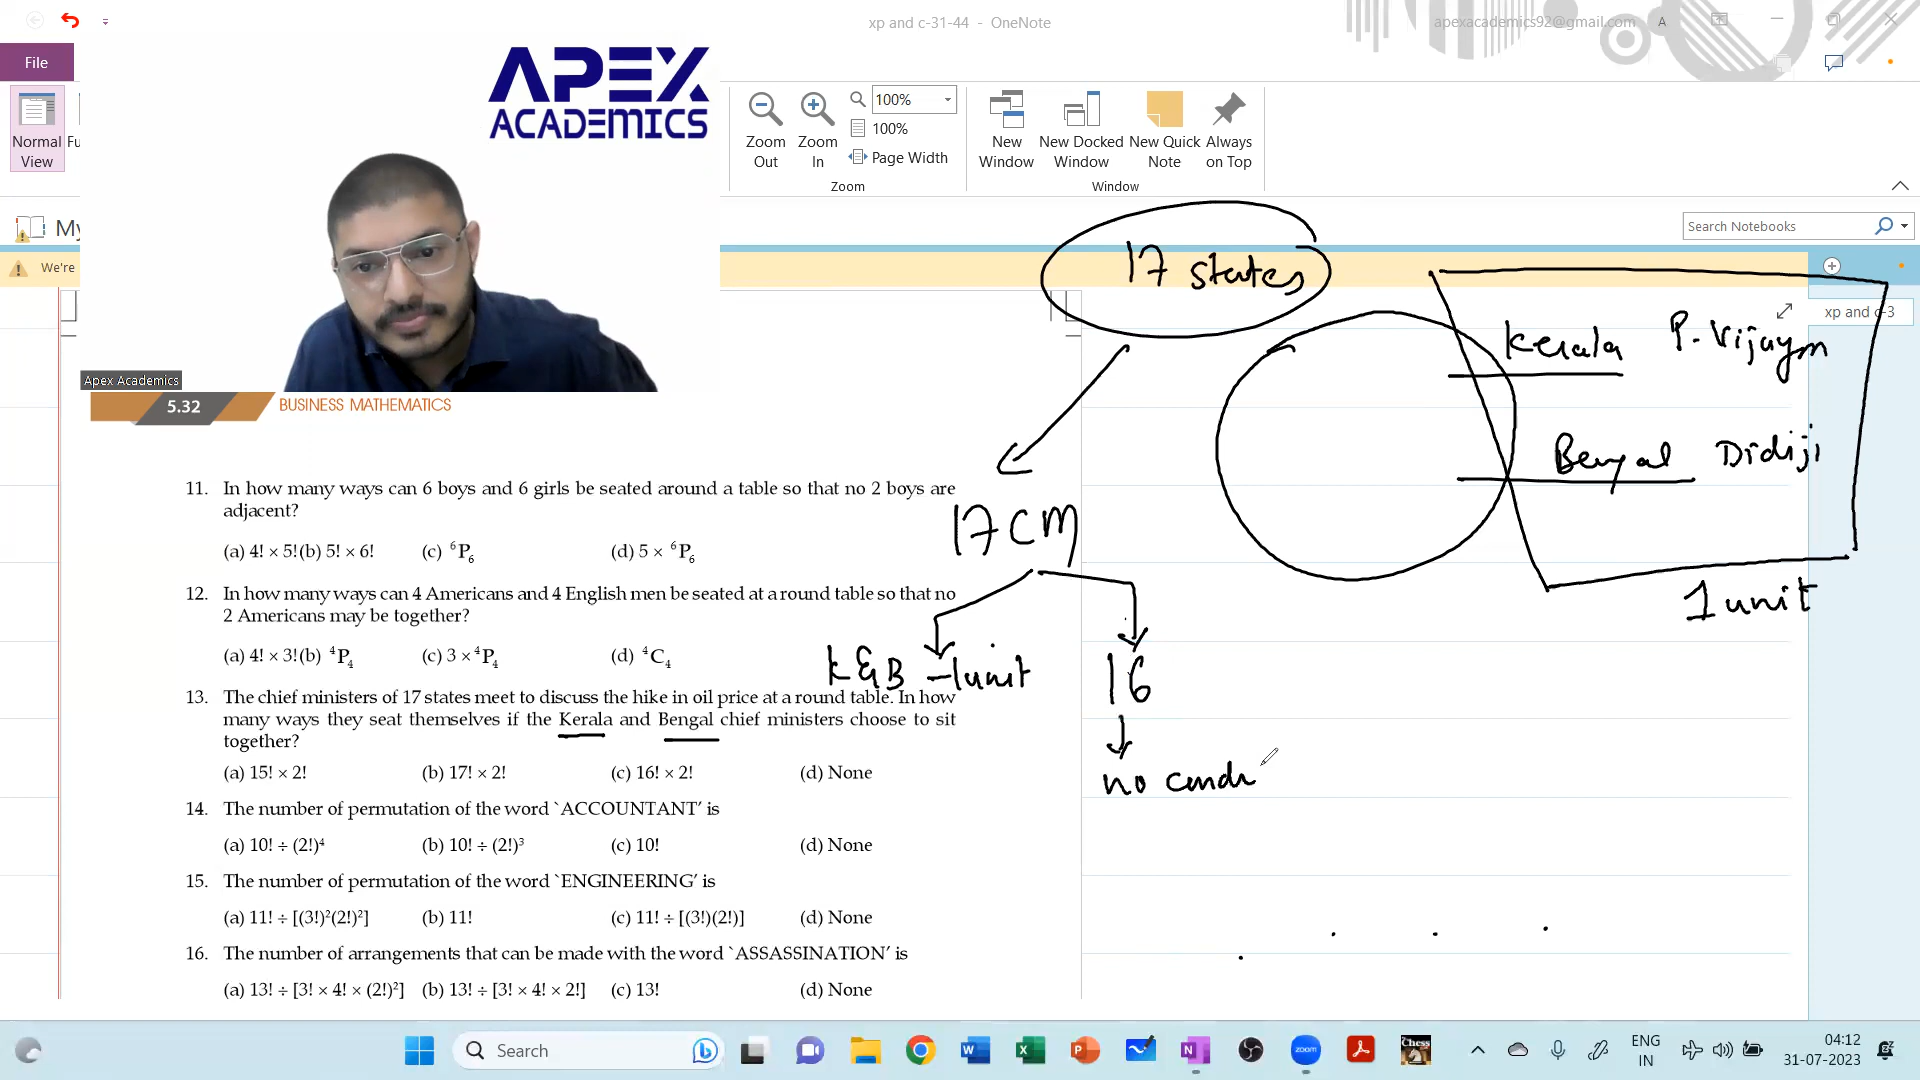 xp and c-31-44 - OneNote
apexacademics92@gmail.com A
File
APEX
ACADEMICS
Normal View
Fu
Zoom Out
Zoom In
100%
100%
Page Width
Zoom
New Window
New Docked Window
New Quick Note
Always on Top
Window
My
Search Notebooks
We're
xp and c-3
Apex Academics
17 states
Kerala P. Vijaym
Bengal Didiji
1 unit
17 CM
K & B - 1 unit
16
no condi
5.32 BUSINESS MATHEMATICS
11. In how many ways can 6 boys and 6 girls be seated around a table so that no 2 boys are
adjacent?
(a) 4! × 5! (b) 5! × 6! (c) ⁶P₆ (d) 5 × ⁶P₆
12. In how many ways can 4 Americans and 4 English men be seated at a round table so that no
2 Americans may be together?
(a) 4! × 3! (b) ⁴P₄ (c) 3 × ⁴P₄ (d) ⁴C₄
13. The chief ministers of 17 states meet to discuss the hike in oil price at a round table. In how
many ways they seat themselves if the Kerala and Bengal chief ministers choose to sit
together?
(a) 15! × 2! (b) 17! × 2! (c) 16! × 2! (d) None
14. The number of permutation of the word `ACCOUNTANT' is
(a) 10! ÷ (2!)⁴ (b) 10! ÷ (2!)³ (c) 10! (d) None
15. The number of permutation of the word `ENGINEERING' is
(a) 11! ÷ [(3!)²(2!)²] (b) 11! (c) 11! ÷ [(3!)(2!)] (d) None
16. The number of arrangements that can be made with the word `ASSASSINATION' is
(a) 13! ÷ [3! × 4! × (2!)²] (b) 13! ÷ [3! × 4! × 2!] (c) 13! (d) None
Search
zoom
Chess
ENG
IN
04:12
31-07-2023